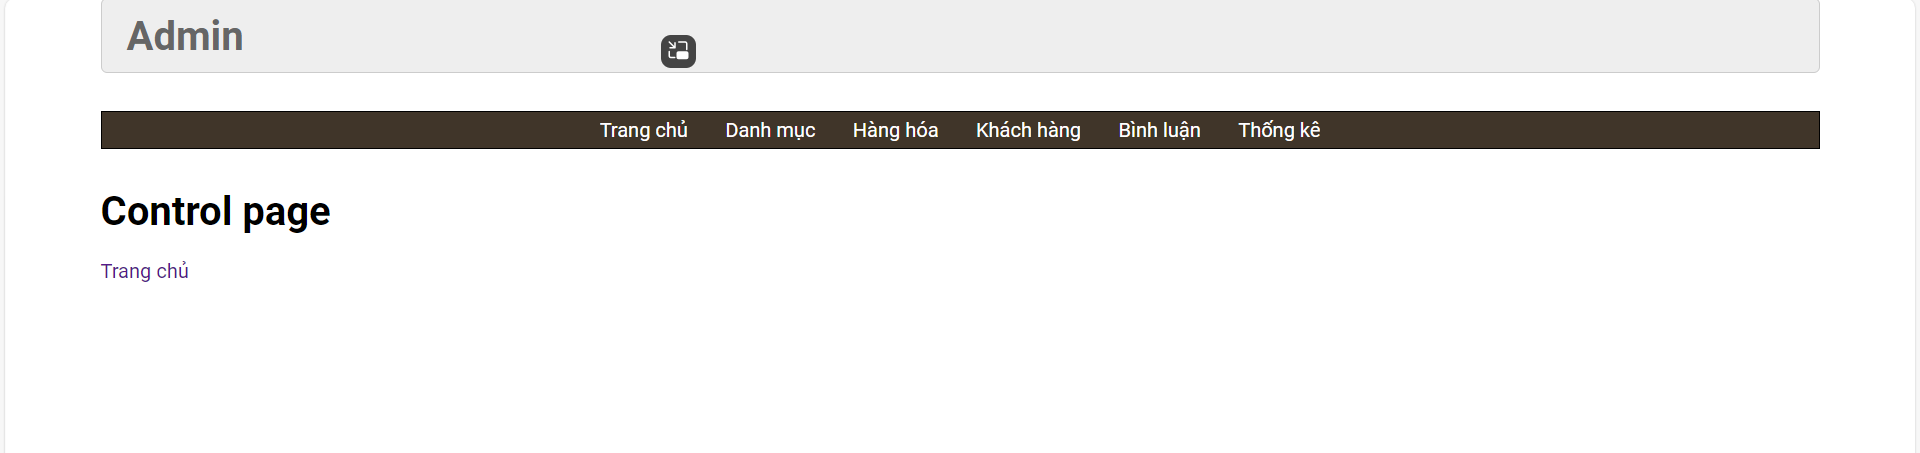 Admin
Trang chủ Danh mục Hàng hóa Khách hàng Bình luận Thống kê
Control page
Trang chủ